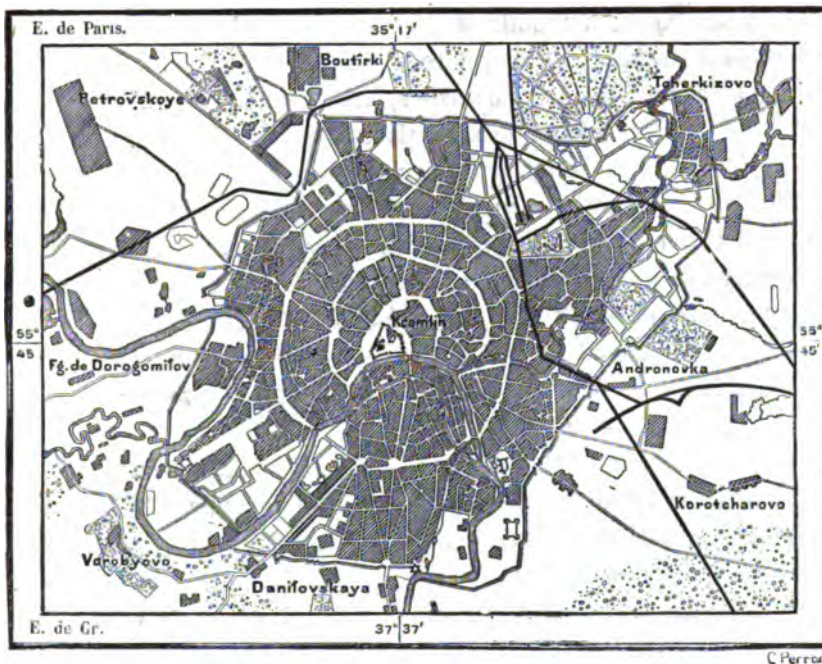 E. de Paris.
35° 17'
Boutirki
Petrovskoye
Tcherkizovo
Kremlin
55°
45'
55°
45'
Fg. de Dorogomilov
Andronovka
Korotcharovo
Varobyovo
Danilovskaya
E. de Gr.
37° 37'
C. Perron